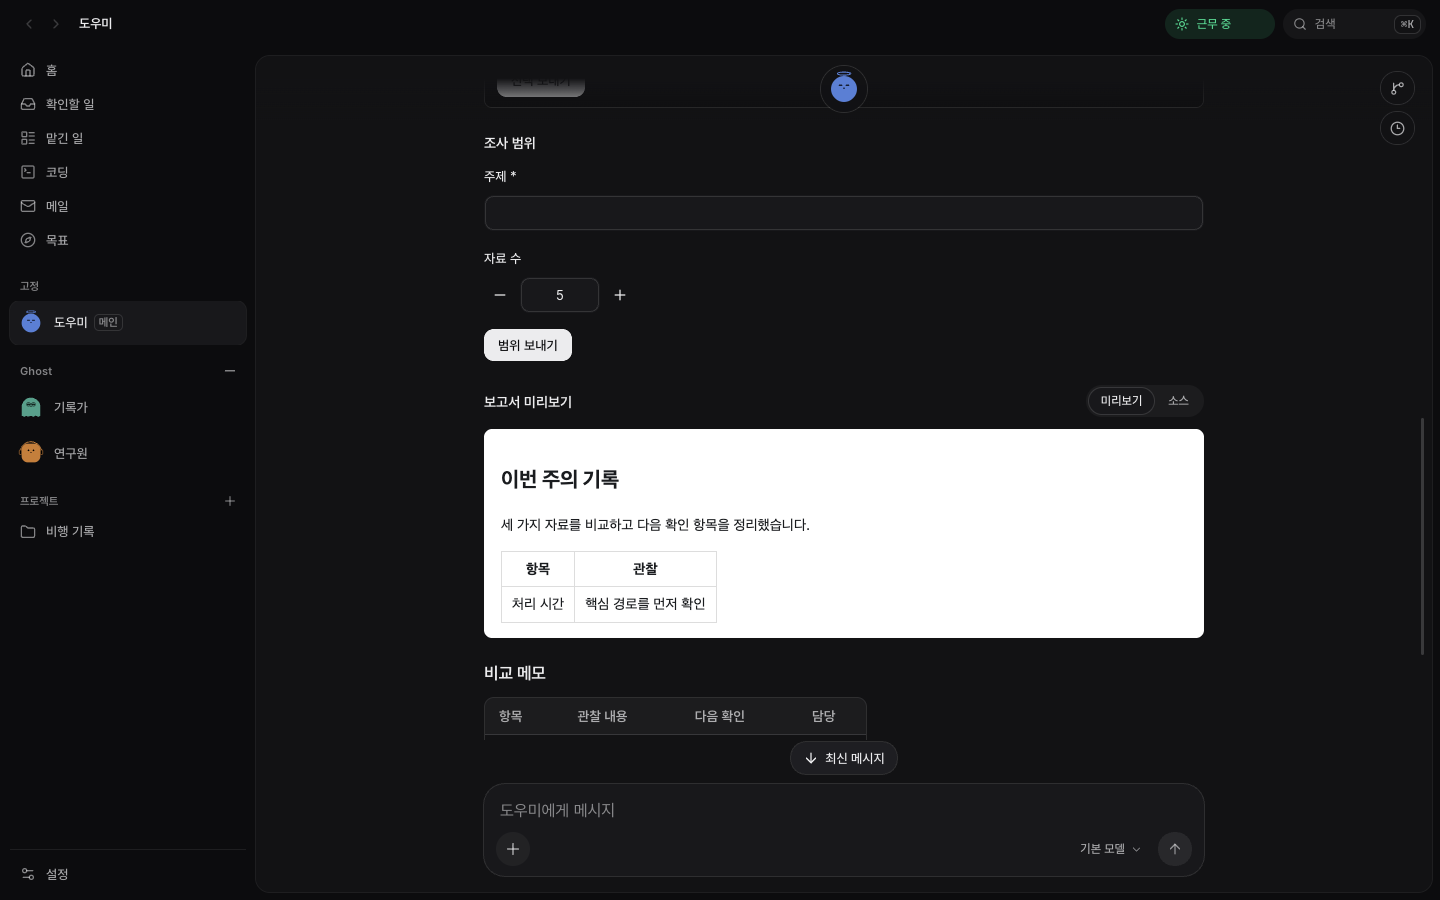 도우미
근무 중
검색
⌘K
홈
확인할 일
맡긴 일
코딩
메일
목표
고정
도우미 메인
Ghost
기록가
연구원
프로젝트
비행 기록
설정
조사 범위
주제 *
자료 수
5
범위 보내기
보고서 미리보기
미리보기 소스
이번 주의 기록
세 가지 자료를 비교하고 다음 확인 항목을 정리했습니다.
항목 관찰
처리 시간 핵심 경로를 먼저 확인
비교 메모
항목 관찰 내용 다음 확인 담당
최신 메시지
도우미에게 메시지
기본 모델